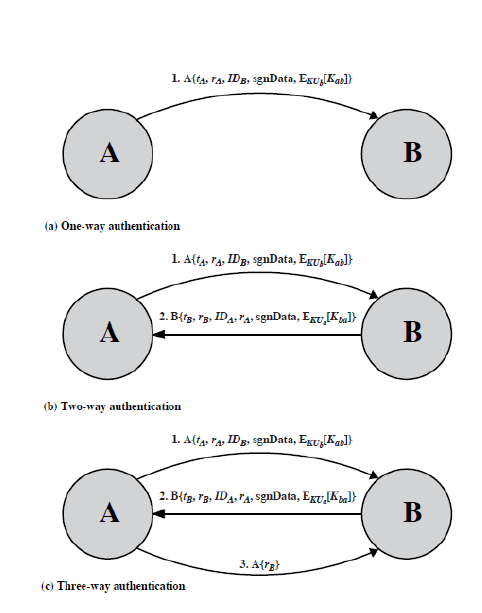 1. A{tA, rA, IDB, sgnData, EKUb[Kab]}
A
B
(a) One-way authentication
1. A{tA, rA, IDB, sgnData, EKUb[Kab]}
2. B{tB, rB, IDA, rA, sgnData, EKUa[Kba]}
A
B
(b) Two-way authentication
1. A{tA, rA, IDB, sgnData, EKUb[Kab]}
2. B{tB, rB, IDA, rA, sgnData, EKUa[Kba]}
A
B
3. A{rB}
(c) Three-way authentication